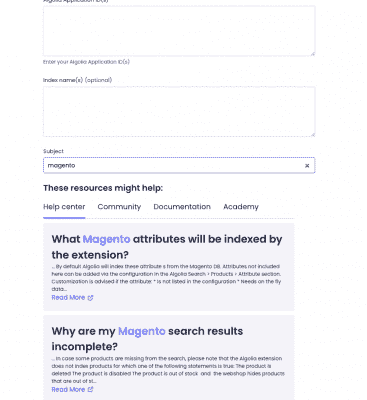 Algolia Application ID(s)
Enter your Algolia Application ID(s)
Index name(s) (optional)
Subject
magento
These resources might help:
Help center Community Documentation Academy
What Magento attributes will be indexed by
the extension?
... By default Algolia will index these attribute s from the Magento DB. Attributes not included
here can be added via the configuration in the Algolia Search > Products > Attribute section.
Customization is advised if the attribute: * Is not listed in the configuration * Needs on the fly
data...
Read More
Why are my Magento search results
incomplete?
... In case some products are missing from the search, please note that the Algolia extension
does not index products for which one of the following statements is true: The product is
deleted The product is disabled The product is out of stock and the webshop hides products
that are out of st...
Read More